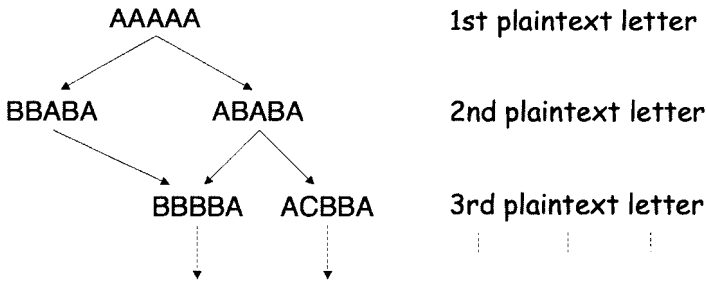 AAAAA 1st plaintext letter
BBABA ABABA 2nd plaintext letter
BBBBA ACBBA 3rd plaintext letter